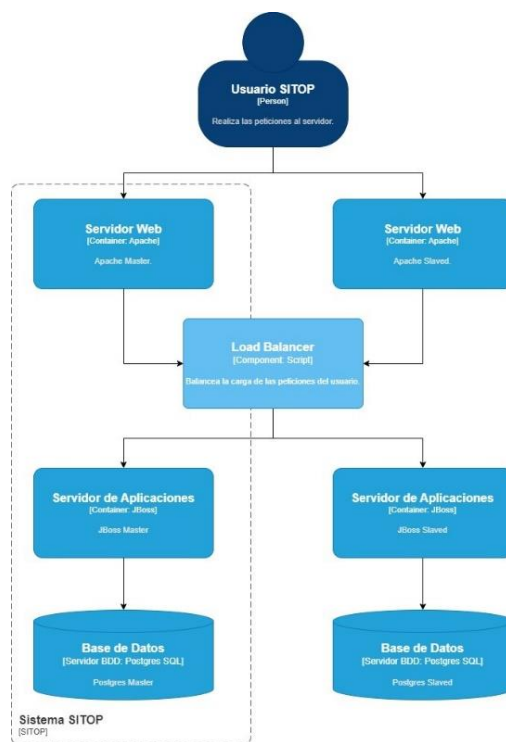 Usuario SITOP
[Person]
Realiza las peticiones al servidor.
Servidor Web
[Container: Apache]
Apache Master.
Servidor Web
[Container: Apache]
Apache Slaved.
Load Balancer
[Component: Script]
Balancea la carga de las peticiones del usuario.
Servidor de Aplicaciones
[Container: JBoss]
JBoss Master
Servidor de Aplicaciones
[Container: JBoss]
JBoss Slaved
Base de Datos
[Servidor BDD: Postgres SQL]
Postgres Master
Base de Datos
[Servidor BDD: Postgres SQL]
Postgres Slaved
Sistema SITOP
[SITOP]